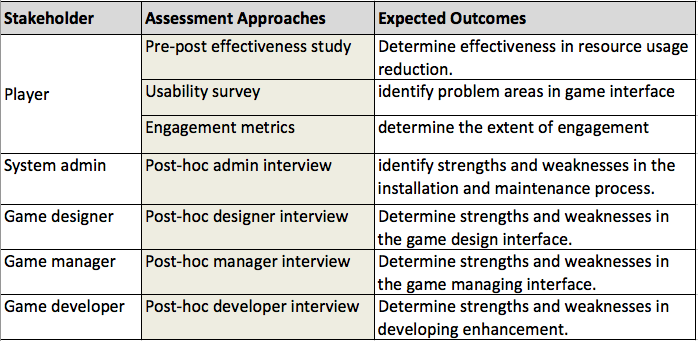 Stakeholder Assessment Approaches Expected Outcomes
Player
Pre-post effectiveness study Determine effectiveness in resource usage
reduction.
Usability survey identify problem areas in game interface
Engagement metrics determine the extent of engagement
System admin Post-hoc admin interview identify strengths and weaknesses in the
installation and maintenance process.
Game designer Post-hoc designer interview Determine strengths and weaknesses in
the game design interface.
Game manager Post-hoc manager interview Determine strengths and weaknesses in
the game managing interface.
Game developer Post-hoc developer interview Determine strengths and weaknesses in
developing enhancement.